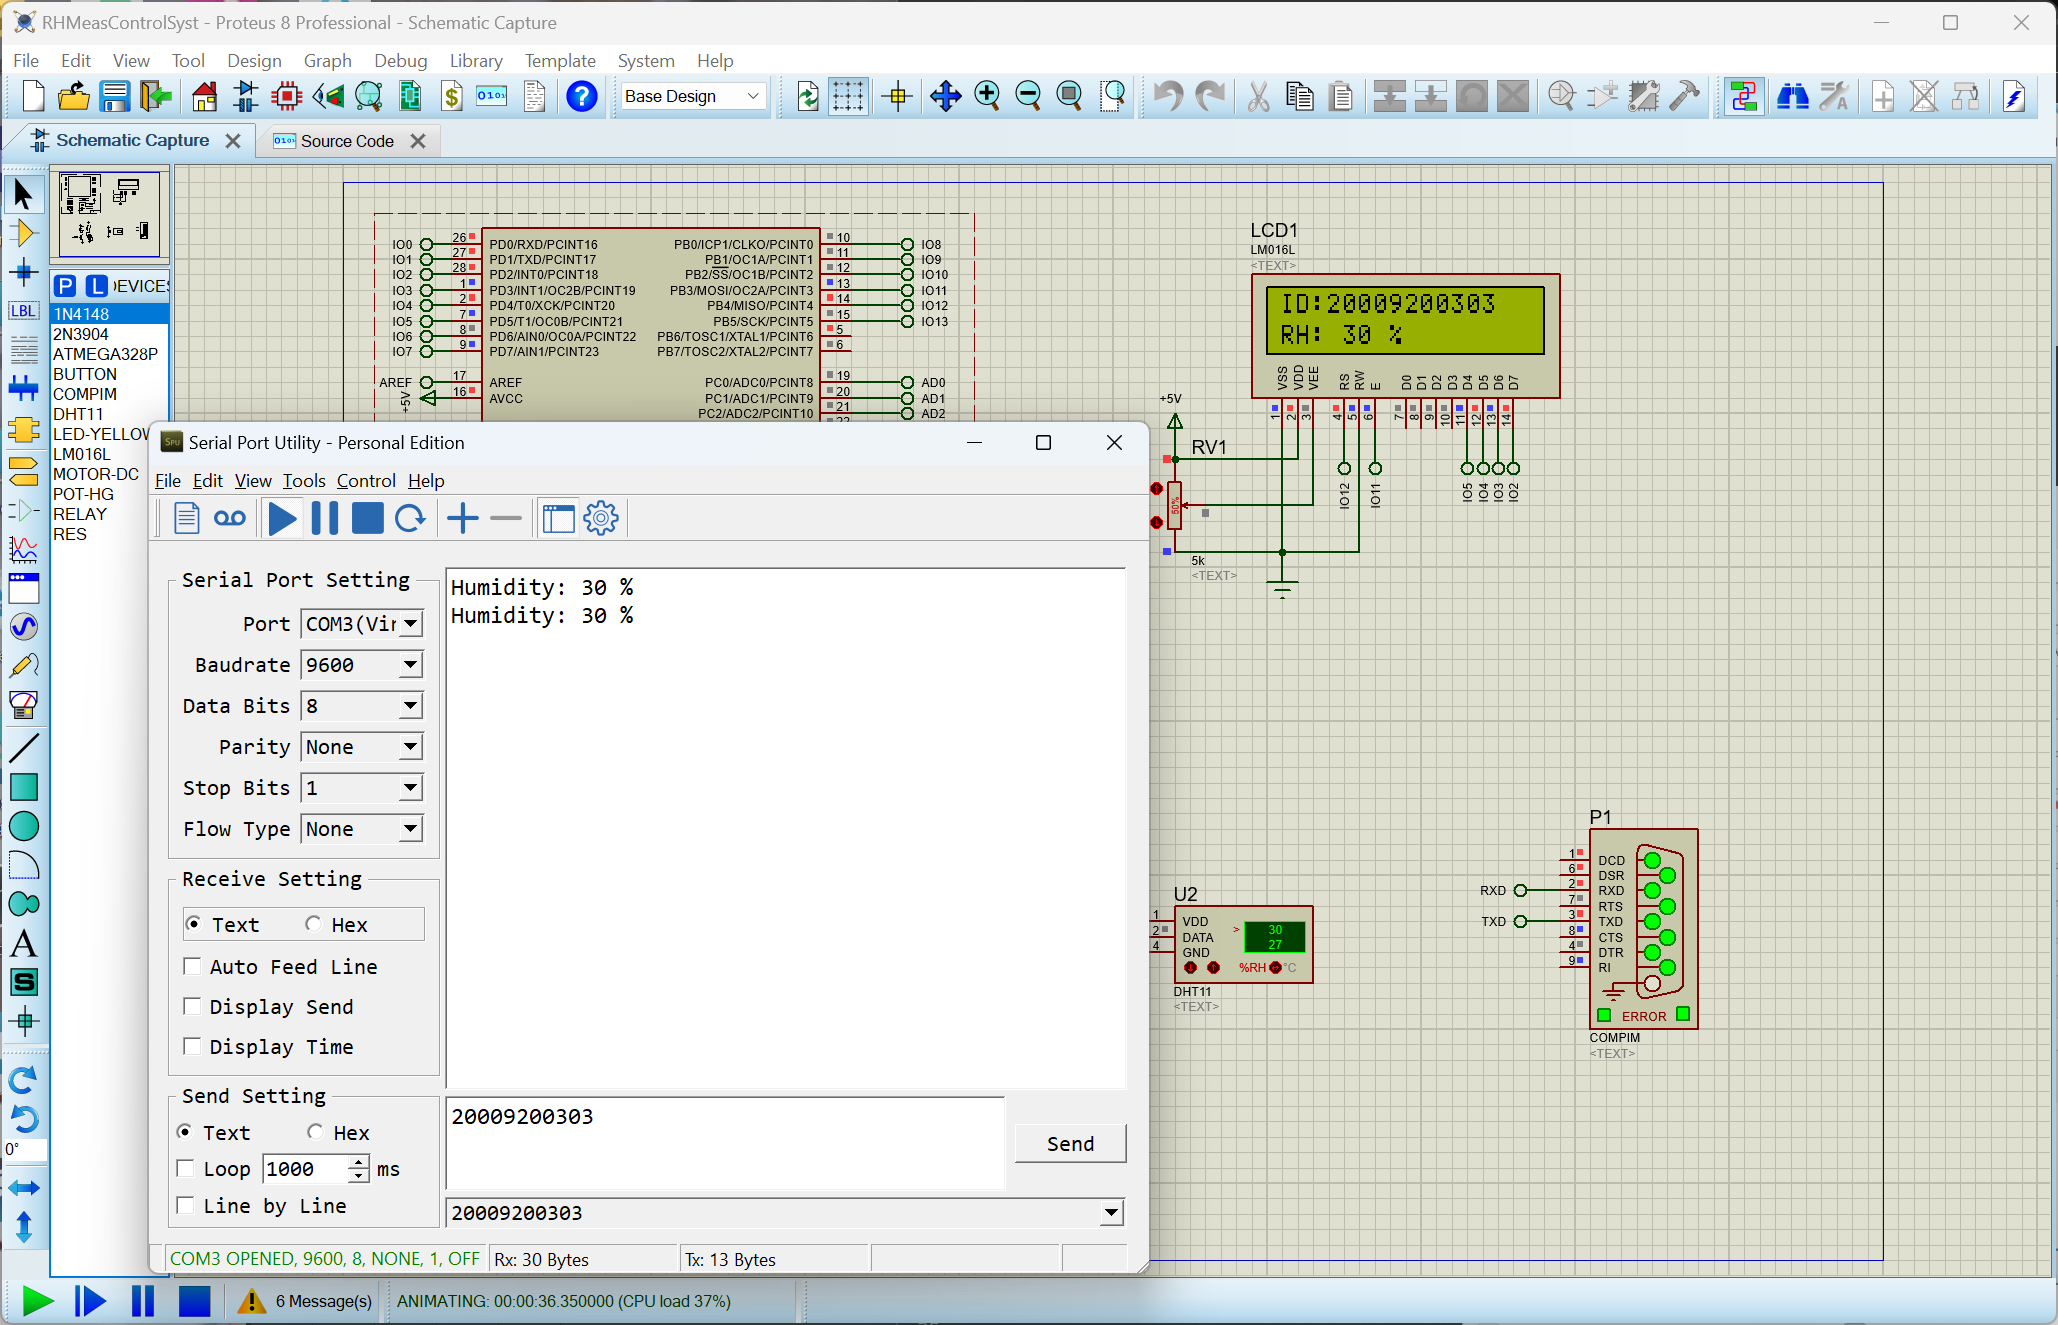 RHMeasControlSyst - Proteus 8 Professional - Schematic Capture
File Edit View Tool Design Graph Debug Library Template System Help
Base Design
Schematic Capture
Source Code
P L DEVICES
1N4148
2N3904
ATMEGA328P
BUTTON
COMPIM
DHT11
LED-YELLOW
LM016L
MOTOR-DC
POT-HG
RELAY
RES
LBL
0°
IO0 26 PD0/RXD/PCINT16 PB0/ICP1/CLKO/PCINT0 10 IO8
IO1 27 PD1/TXD/PCINT17 PB1/OC1A/PCINT1 11 IO9
IO2 28 PD2/INT0/PCINT18 PB2/SS/OC1B/PCINT2 12 IO10
IO3 1 PD3/INT1/OC2B/PCINT19 PB3/MOSI/OC2A/PCINT3 13 IO11
IO4 2 PD4/T0/XCK/PCINT20 PB4/MISO/PCINT4 14 IO12
IO5 7 PD5/T1/OC0B/PCINT21 PB5/SCK/PCINT5 15 IO13
IO6 8 PD6/AIN0/OC0A/PCINT22 PB6/TOSC1/XTAL1/PCINT6 5
IO7 9 PD7/AIN1/PCINT23 PB7/TOSC2/XTAL2/PCINT7 6
AREF 17 AREF PC0/ADC0/PCINT8 19 AD0
+5V 16 AVCC PC1/ADC1/PCINT9 20 AD1
PC2/ADC2/PCINT10 21 AD2
LCD1
LM016L
<TEXT>
ID:20009200303
RH: 30 %
VSS VDD VEE RS RW E D0 D1 D2 D3 D4 D5 D6 D7
1 2 3 4 5 6 7 8 9 10 11 12 13 14
IO12 IO11 IO5 IO4 IO3 IO2
+5V
RV1
50%
5k
<TEXT>
U2
1 VDD
2 DATA
4 GND
> 30
27
%RH °C
DHT11
<TEXT>
P1
1 DCD
6 DSR
RXD 2 RXD
7 RTS
TXD 3 TXD
8 CTS
4 DTR
9 RI
ERROR
COMPIM
<TEXT>
Serial Port Utility - Personal Edition
File Edit View Tools Control Help
Serial Port Setting
Port COM3(Vir
Baudrate 9600
Data Bits 8
Parity None
Stop Bits 1
Flow Type None
Receive Setting
Text Hex
Auto Feed Line
Display Send
Display Time
Send Setting
Text Hex
Loop 1000 ms
Line by Line
Humidity: 30 %
Humidity: 30 %
20009200303
Send
20009200303
COM3 OPENED, 9600, 8, NONE, 1, OFF Rx: 30 Bytes Tx: 13 Bytes
6 Message(s) ANIMATING: 00:00:36.350000 (CPU load 37%)